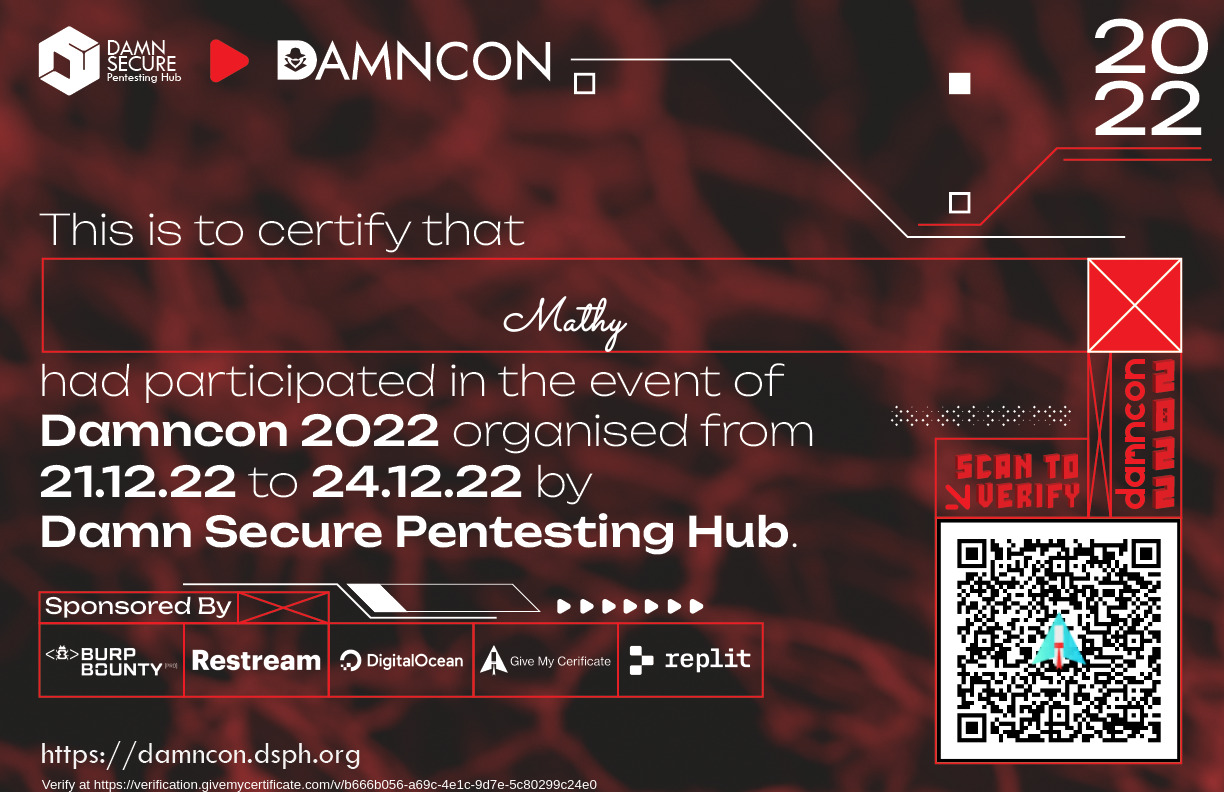 DAMN
SECURE
Pentesting Hub
DAMNCON
20
22
This is to certify that
Mathy
had participated in the event of
Damncon 2022 organised from
21.12.22 to 24.12.22 by
Damn Secure Pentesting Hub.
damncon
2022
SCAN TO
VERIFY
Sponsored By
<>BURP
BOUNTY [PRO]
Restream
DigitalOcean
Give My Cerificate
replit
https://damncon.dsph.org
Verify at https://verification.givemycertificate.com/v/b666b056-a69c-4e1c-9d7e-5c80299c24e0